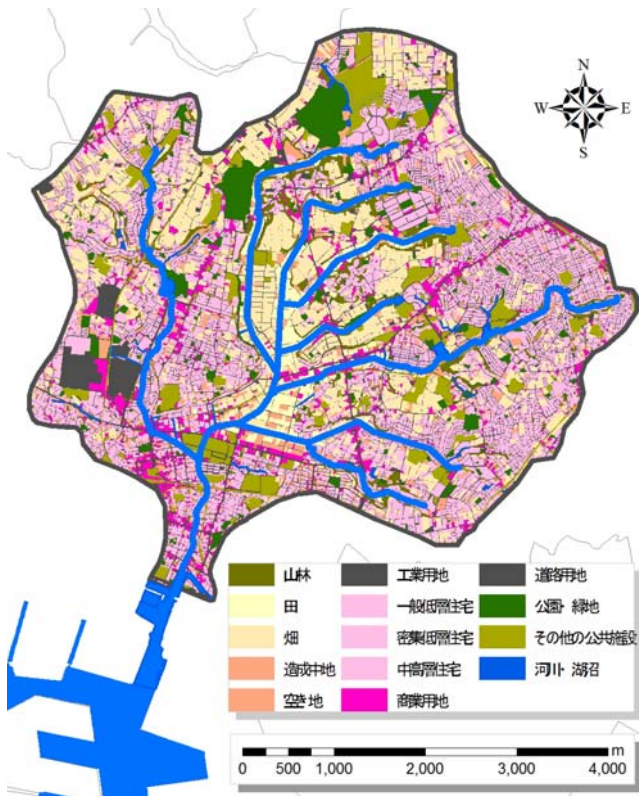 N
W E
S
山林 工業用地 道路用地
田 一般低層住宅 公園・緑地
畑 密集低層住宅 その他の公共施設
造成中地 中高層住宅 河川・湖沼
空き地 商業用地
m
0 500 1,000 2,000 3,000 4,000